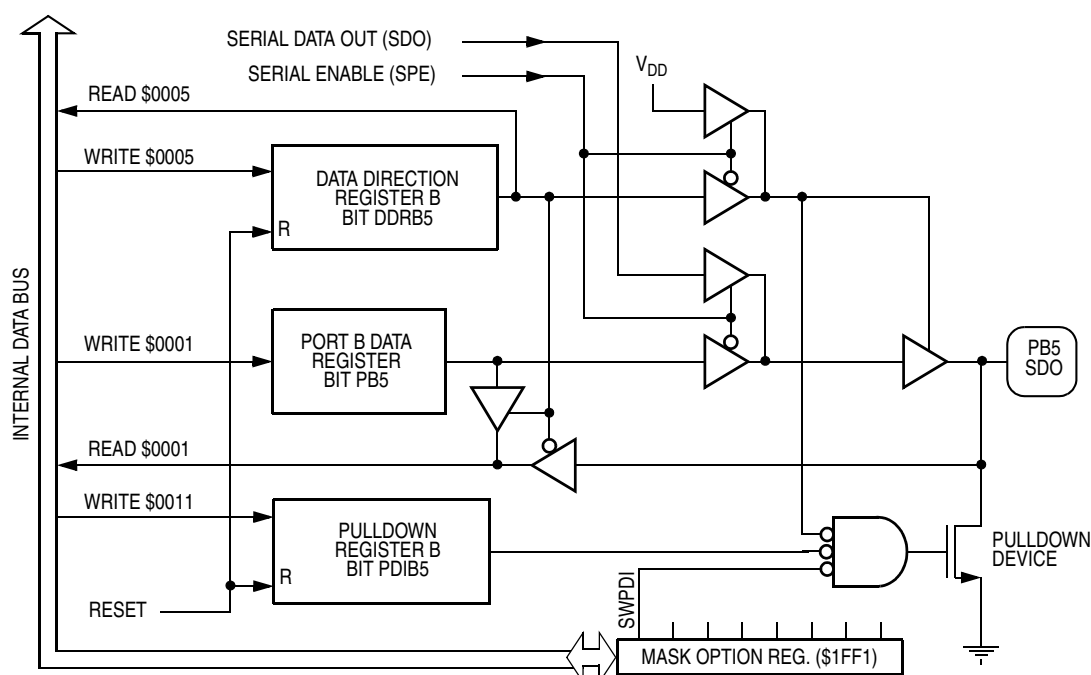 SERIAL DATA OUT (SDO)
SERIAL ENABLE (SPE)
VDD
READ $0005
WRITE $0005
DATA DIRECTION
REGISTER B
BIT DDRB5
R
INTERNAL DATA BUS
WRITE $0001
PORT B DATA
REGISTER
BIT PB5
PB5
SDO
READ $0001
WRITE $0011
PULLDOWN
REGISTER B
BIT PDIB5
R
PULLDOWN
DEVICE
RESET
SWPDI
MASK OPTION REG. ($1FF1)